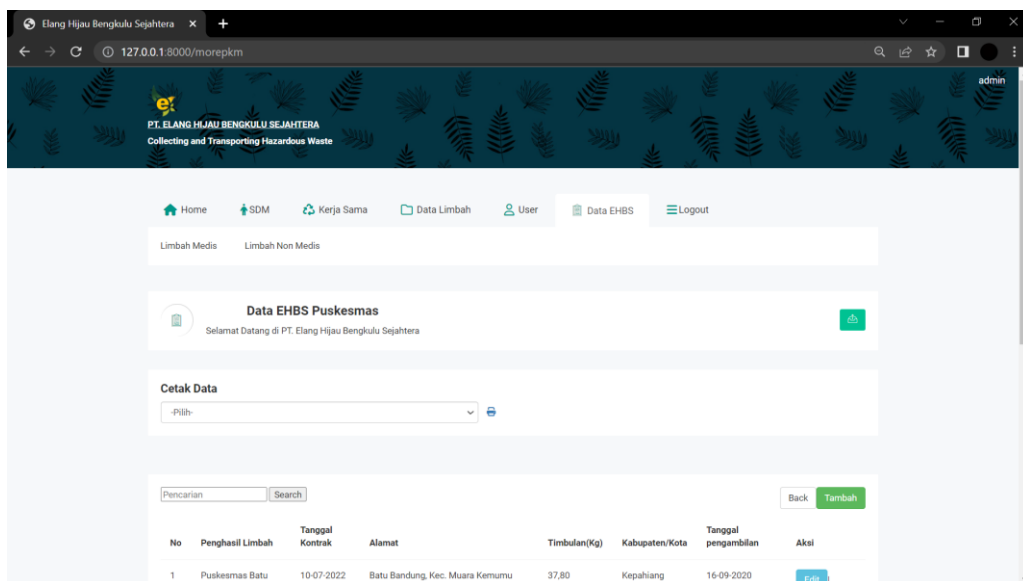 Elang Hijau Bengkulu Sejahtera
127.0.0.1:8000/morepkm
admin
PT. ELANG HIJAU BENGKULU SEJAHTERA
Collecting and Transporting Hazardous Waste
Home SDM Kerja Sama Data Limbah User Data EHBS Logout
Limbah Medis Limbah Non Medis
Data EHBS Puskesmas
Selamat Datang di PT. Elang Hijau Bengkulu Sejahtera
Cetak Data
-Pilih-
Pencarian Search Back Tambah
No Penghasil Limbah Tanggal Kontrak Alamat Timbulan(Kg) Kabupaten/Kota Tanggal pengambilan Aksi
1 Puskesmas Batu 10-07-2022 Batu Bandung, Kec. Muara Kemumu 37,80 Kepahiang 16-09-2020 Edit